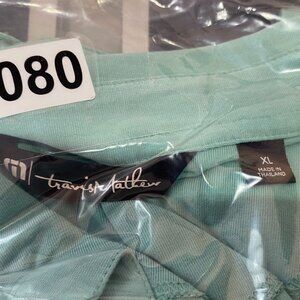 080
travisMathew
XL
MADE IN
THAILAND